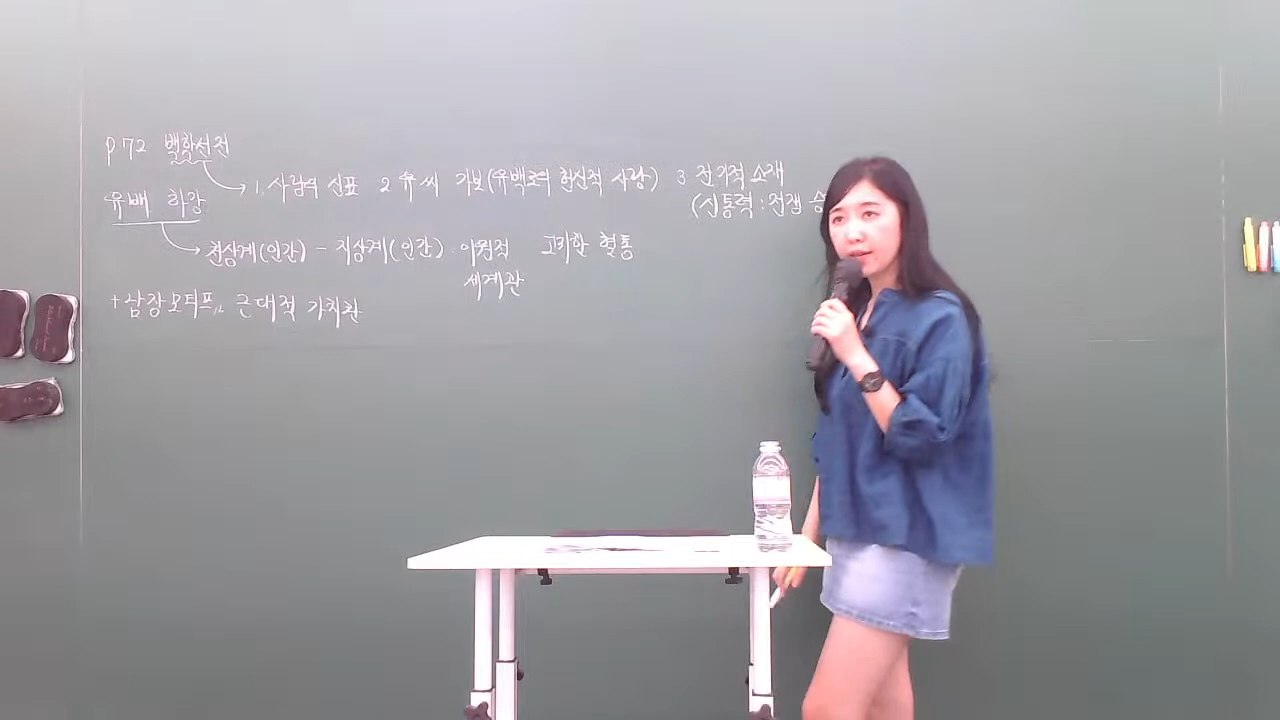 p 72 백학선전
1. 사랑의 신표 2 유씨 가보(유백로의 헌신적 사랑) 3 전기적 소재
(신통력 : 전쟁 승
유배 하강
천상계(인간) - 지상계(인간) 이원적 고귀한 혈통
세계관
+ 남장모티프,, 근대적 가치관